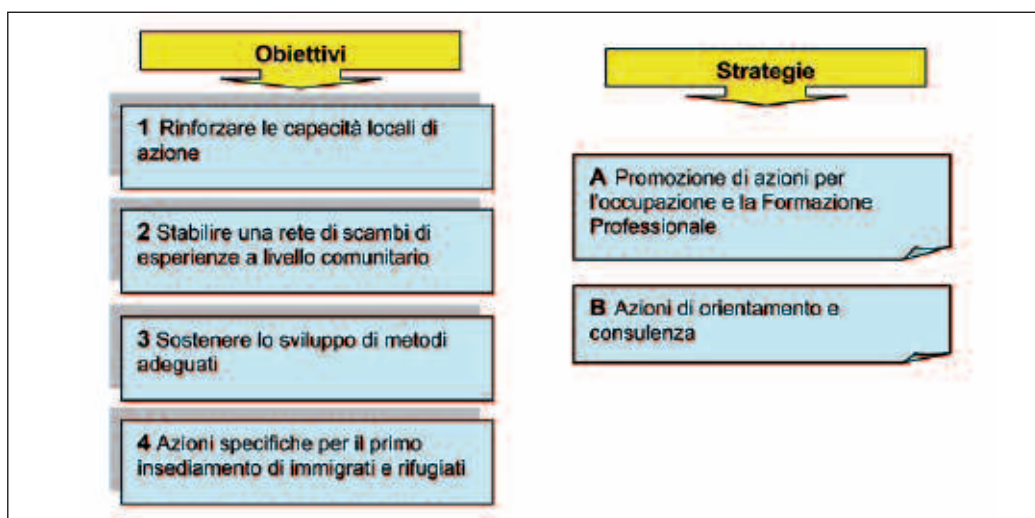 Obiettivi
1 Rinforzare le capacità locali di
azione
2 Stabilire una rete di scambi di
esperienze a livello comunitario
3 Sostenere lo sviluppo di metodi
adeguati
4 Azioni specifiche per il primo
insediamento di immigrati e rifugiati
Strategie
A Promozione di azioni per
l'occupazione e la Formazione
Professionale
B Azioni di orientamento e
consulenza